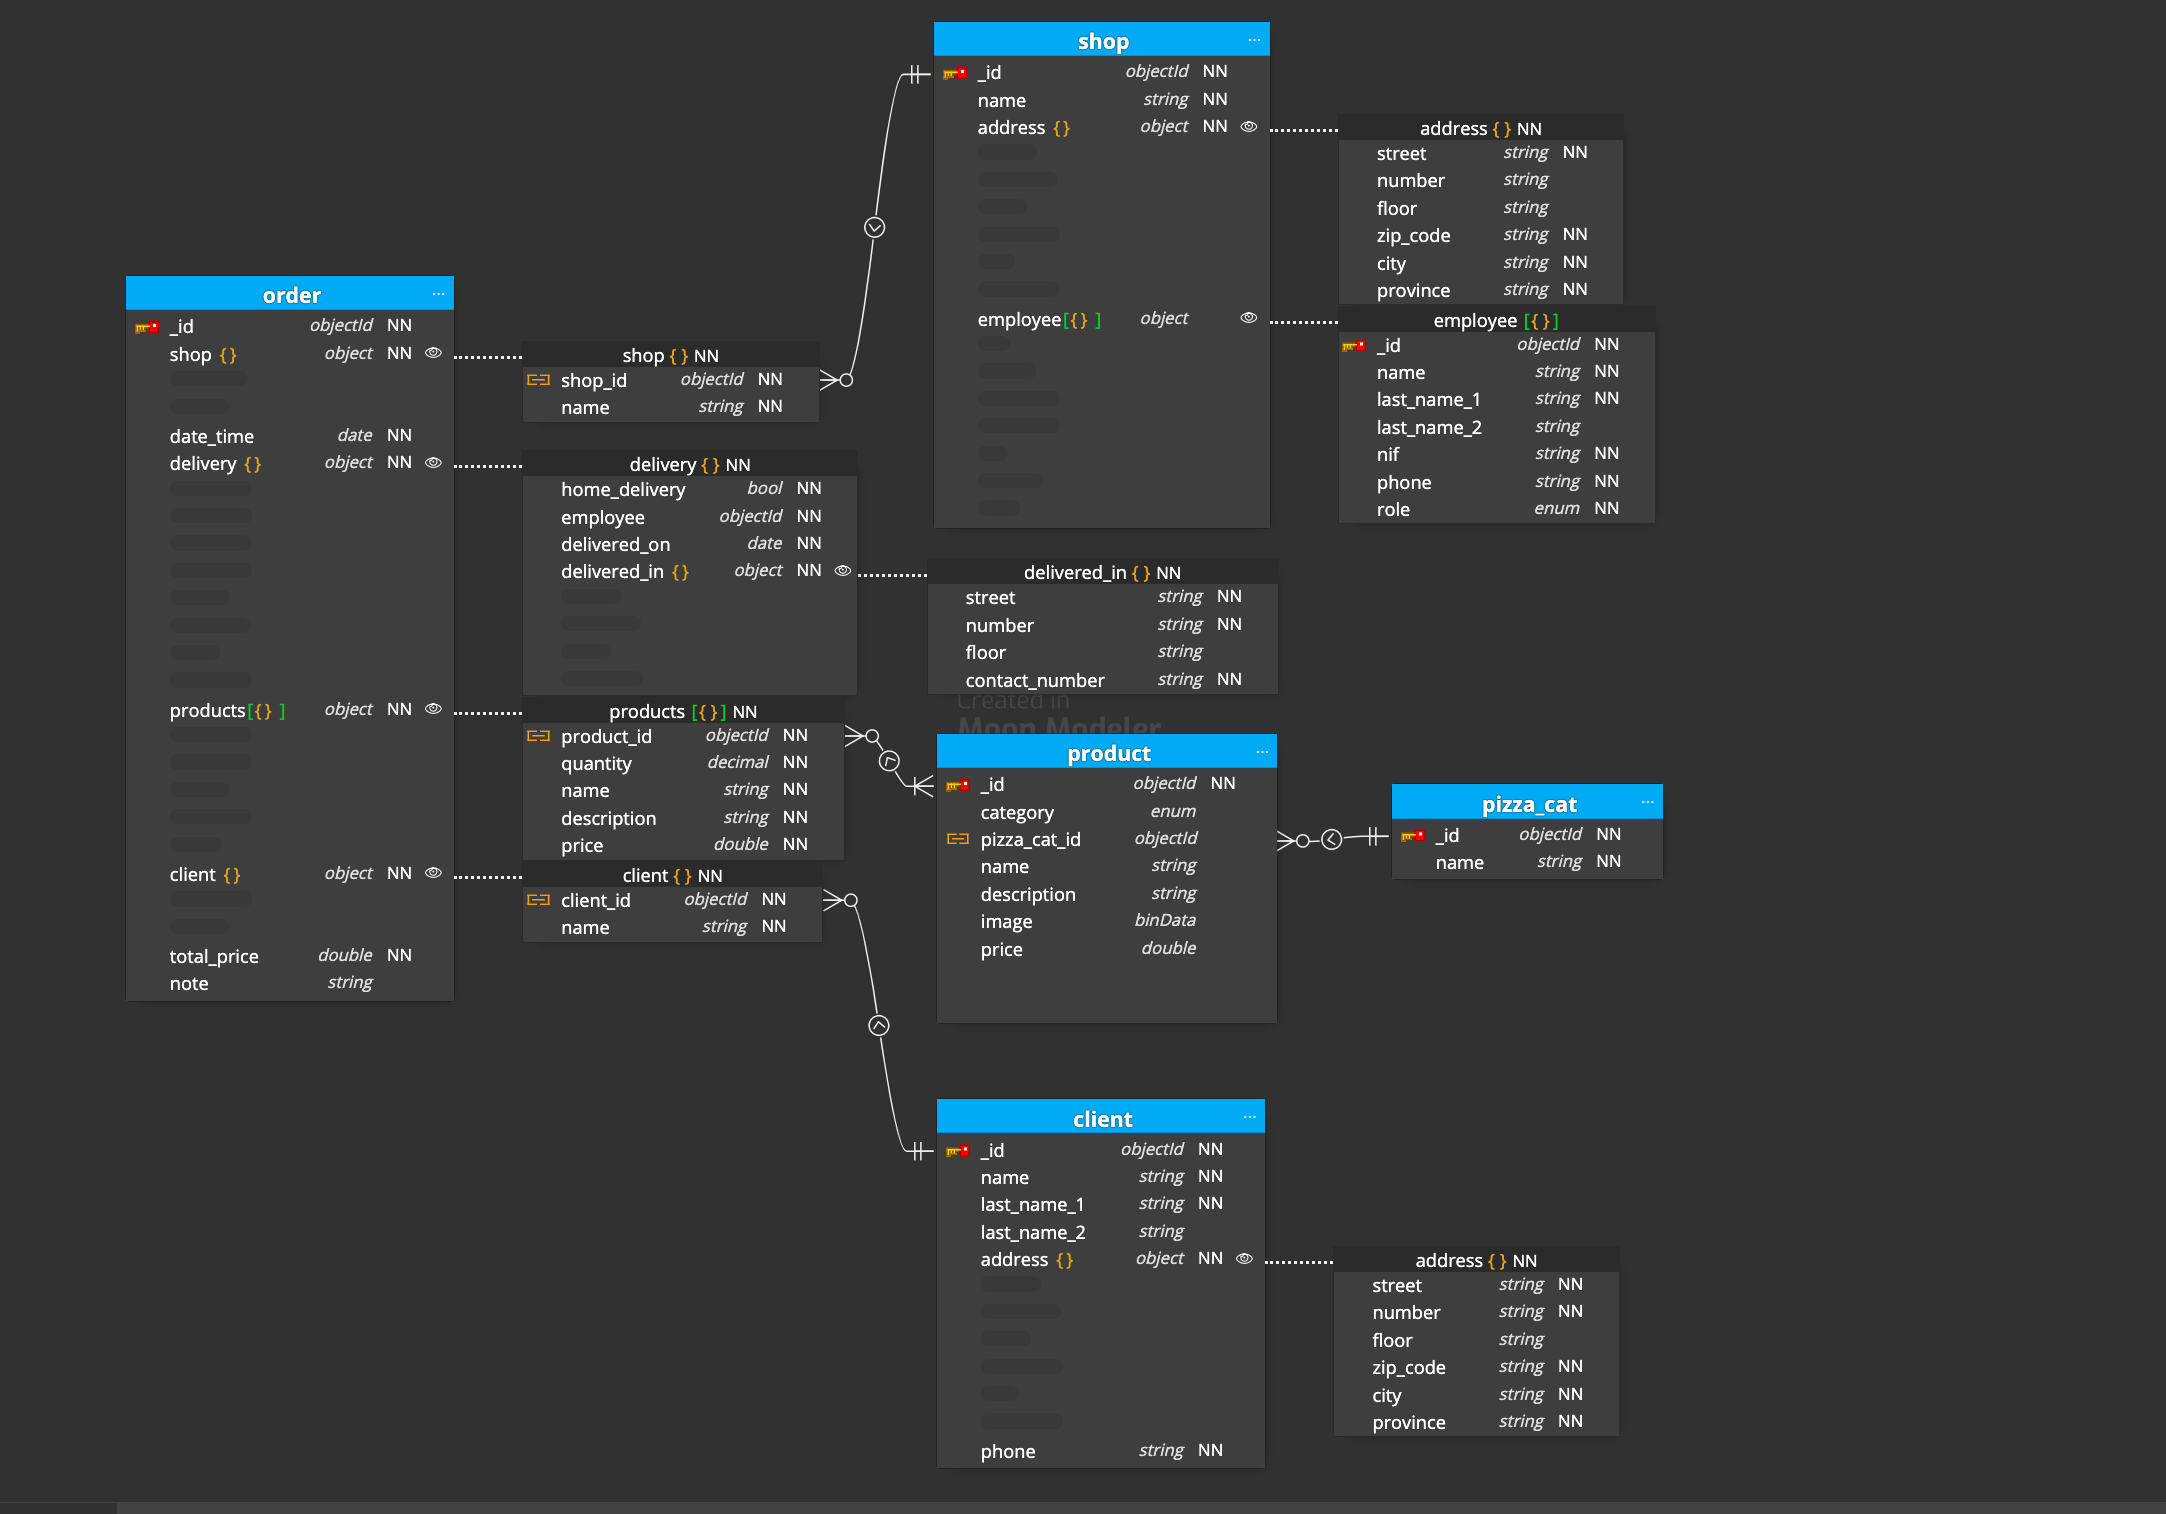 shop ...
_id objectId NN
name string NN
address {} object NN
employee[{} ] object
address { } NN
street string NN
number string
floor string
zip_code string NN
city string NN
province string NN
employee [{ }]
_id objectId NN
name string NN
last_name_1 string NN
last_name_2 string
nif string NN
phone string NN
role enum NN
order ...
_id objectId NN
shop {} object NN
date_time date NN
delivery {} object NN
products[{} ] object NN
client {} object NN
total_price double NN
note string
shop { } NN
shop_id objectId NN
name string NN
delivery { } NN
home_delivery bool NN
employee objectId NN
delivered_on date NN
delivered_in {} object NN
delivered_in { } NN
street string NN
number string NN
floor string
contact_number string NN
products [{ }] NN
product_id objectId NN
quantity decimal NN
name string NN
description string NN
price double NN
client { } NN
client_id objectId NN
name string NN
Created in
Moon Modeler
product ...
_id objectId NN
category enum
pizza_cat_id objectId
name string
description string
image binData
price double
pizza_cat ...
_id objectId NN
name string NN
client ...
_id objectId NN
name string NN
last_name_1 string NN
last_name_2 string
address {} object NN
phone string NN
address { } NN
street string NN
number string NN
floor string
zip_code string NN
city string NN
province string NN